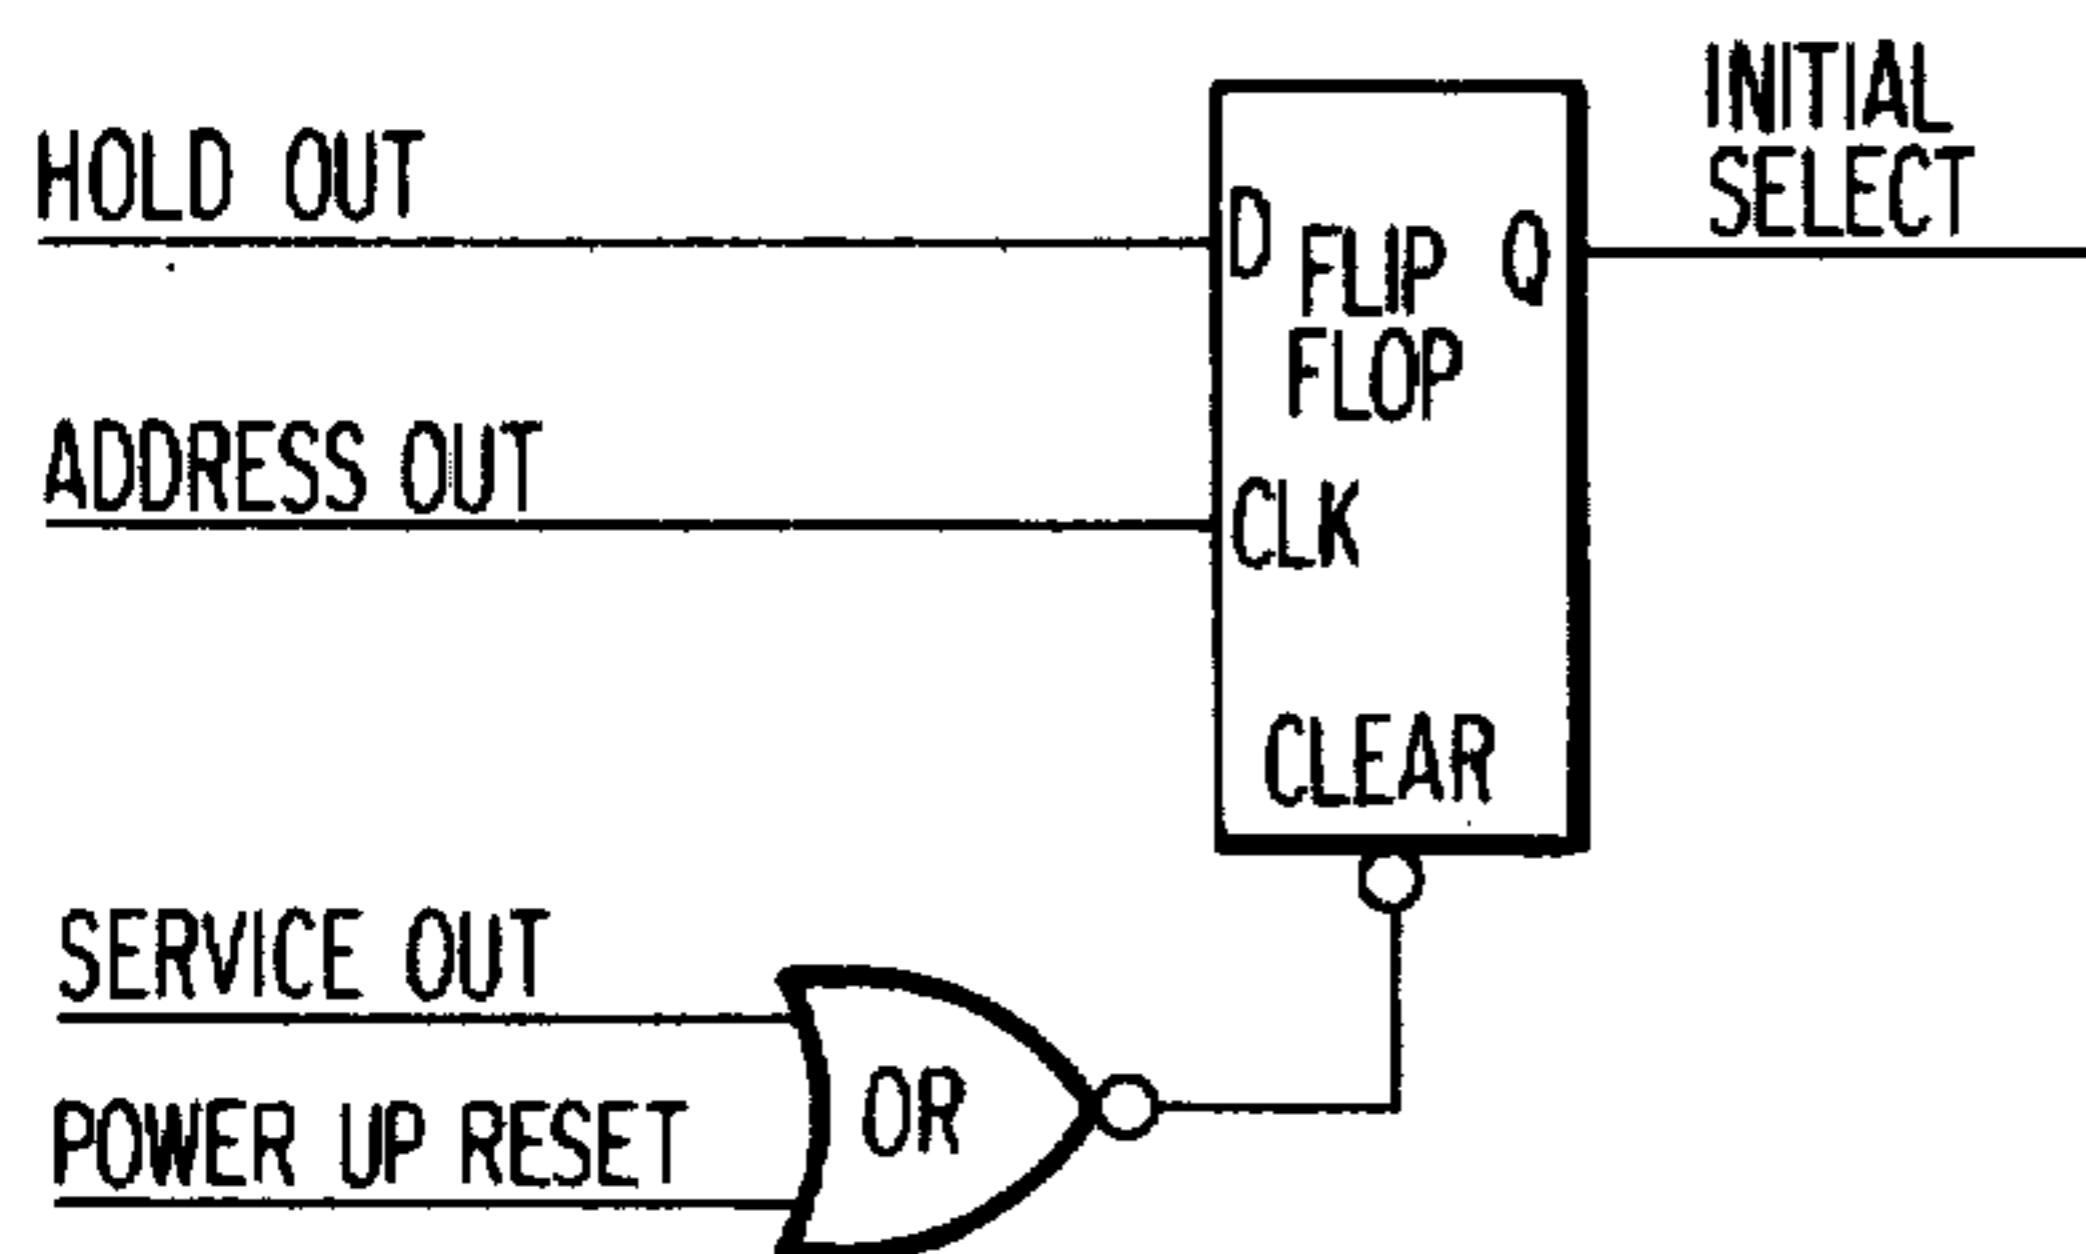 HOLD OUT
INITIAL
SELECT
D
FLIP
FLOP
Q
ADDRESS OUT
CLK
CLEAR
SERVICE OUT
OR
POWER UP RESET